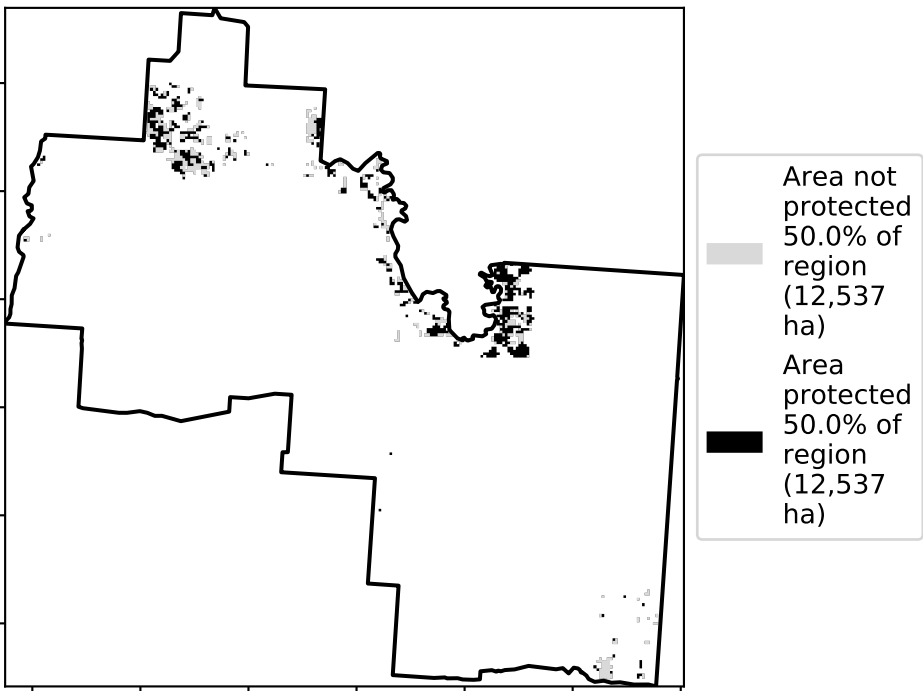 Area not
protected
50.0% of
region
(12,537
ha)
Area
protected
50.0% of
region
(12,537
ha)